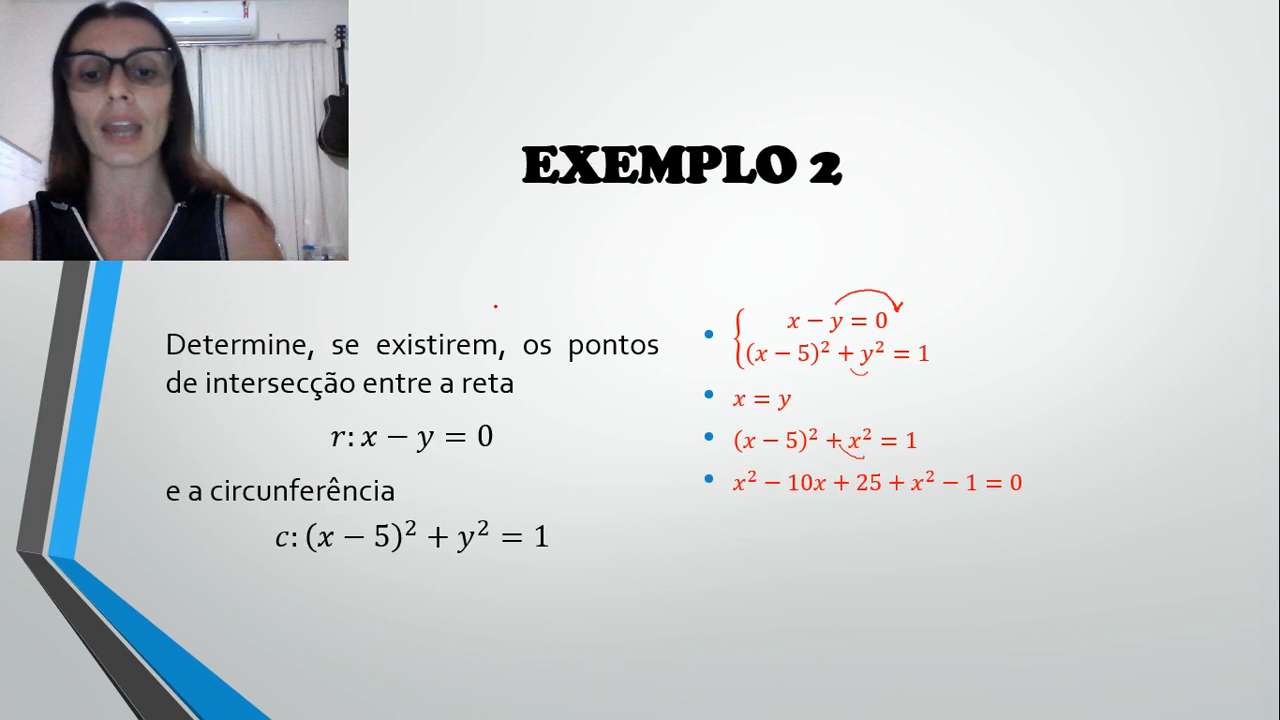 EXEMPLO 2
Determine, se existirem, os pontos
de intersecção entre a reta
r: x − y = 0
e a circunferência
c: (x − 5)² + y² = 1
• { x − y = 0
(x − 5)² + y² = 1
• x = y
• (x − 5)² + x² = 1
• x² − 10x + 25 + x² − 1 = 0